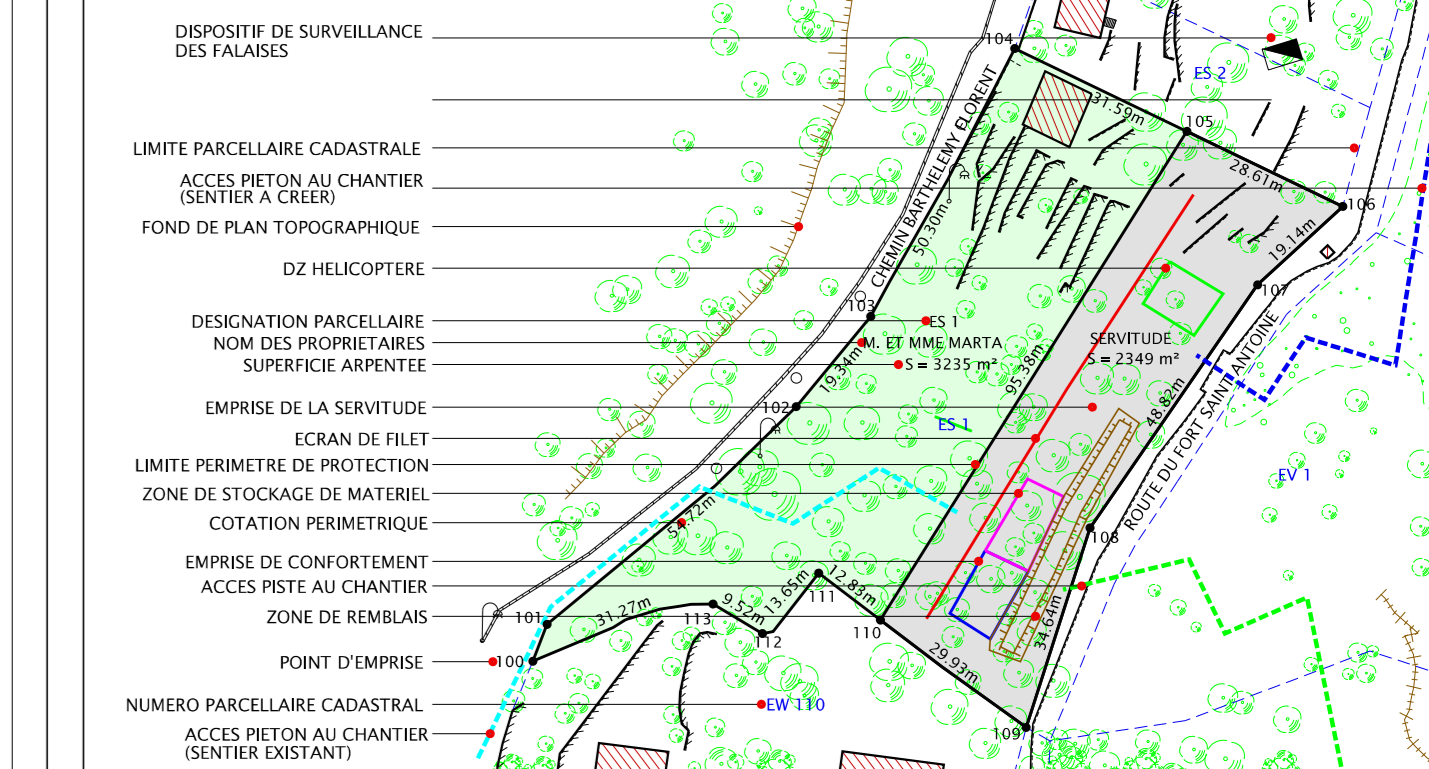 DISPOSITIF DE SURVEILLANCE
DES FALAISES
LIMITE PARCELLAIRE CADASTRALE
ACCES PIETON AU CHANTIER
(SENTIER A CREER)
FOND DE PLAN TOPOGRAPHIQUE
DZ HELICOPTERE
DESIGNATION PARCELLAIRE
NOM DES PROPRIETAIRES
SUPERFICIE ARPENTEE
EMPRISE DE LA SERVITUDE
ECRAN DE FILET
LIMITE PERIMETRE DE PROTECTION
ZONE DE STOCKAGE DE MATERIEL
COTATION PERIMETRIQUE
EMPRISE DE CONFORTEMENT
ACCES PISTE AU CHANTIER
ZONE DE REMBLAIS
POINT D'EMPRISE
NUMERO PARCELLAIRE CADASTRAL
ACCES PIETON AU CHANTIER
(SENTIER EXISTANT)
104
31.59m
105
28.61m
106
19.14m
107
48.82m
108
34.64m
109
29.93m
110
12.83m
111
13.65m
112
9.52m
113
31.27m
100
101
54.72m
102
19.34m
103
50.30m
95.38m
CHEMIN BARTHELEMY FLORENT
ROUTE DU FORT SAINT ANTOINE
ES 1
M. ET MME MARTA
S = 3235 m²
SERVITUDE
S = 2349 m²
ES 2
ES 1
EV 1
EW 110